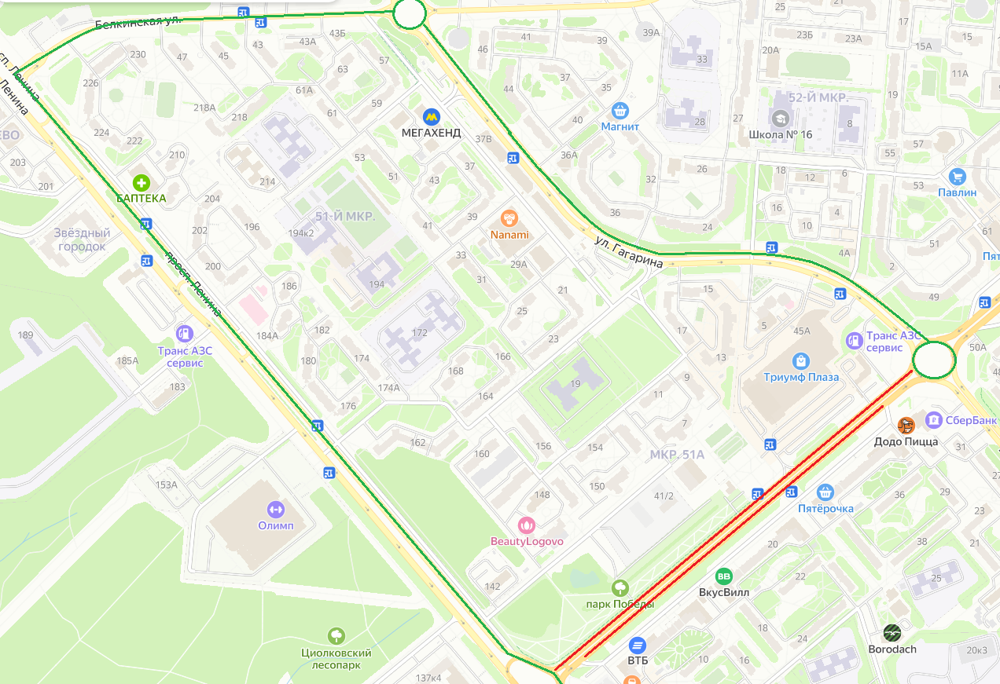 Белкинская ул.
43Б
43А
43
45
47
230
57
63
61А
59
226
218А
218
224
222
210
203
201
сп. Ленина
Ленина
ЕВО
МЕГАХЕНД
37В
37
53
51
43
БАПТЕКА
214
204
51-Й МКР.
39
41
Nanami
202
196
194к2
Звёздный
городок
просп. Ленина
200
33
29А
31
194
186
25
21
23
46
41
39
39А
44
37
35
40
Магнит
36А
32
36
24
33
28
27
26
ул. Гагарина
25
23Б
23А
20А
15
15А
11А
19
52-Й МКР.
Школа № 16
8
55
57
18
12
6
53
Павлин
16
4
10
61
4А
2
Пят
49
15
5
45А
17
13
Транс АЗС
сервис
50А
Триумф Плаза
189
Транс АЗС
сервис
185А
183
184А
182
180
174
172
174А
176
168
166
164
19
9
11
7
162
160
156
154
МКР. 51А
СберБанк
Додо Пицца
31
27
150
148
41/2
153А
Олимп
BeautyLogovo
Пятёрочка
36
29
23
38
21
20
22
25
142
парк Победы
ВкусВилл
18
24
Borodach
20к3
Циолковский
лесопарк
ВТБ
10
16
137к4